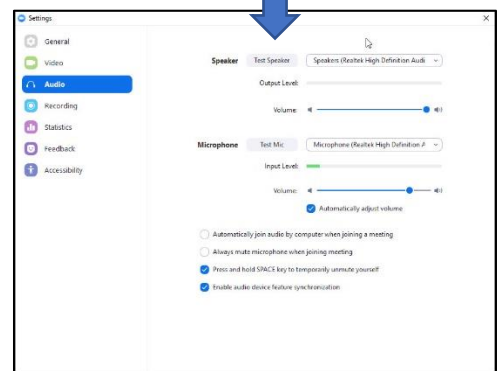 Settings
General
Video
Audio
Recording
Statistics
Feedback
Accessibility
Speaker Test Speaker Speakers (Realtek High Definition Audi
Output Level:
Volume:
Microphone Test Mic Microphone (Realtek High Definition A
Input Level:
Volume:
Automatically adjust volume
Automatically join audio by computer when joining a meeting
Always mute microphone when joining meeting
Press and hold SPACE key to temporarily unmute yourself
Enable audio device feature synchronization